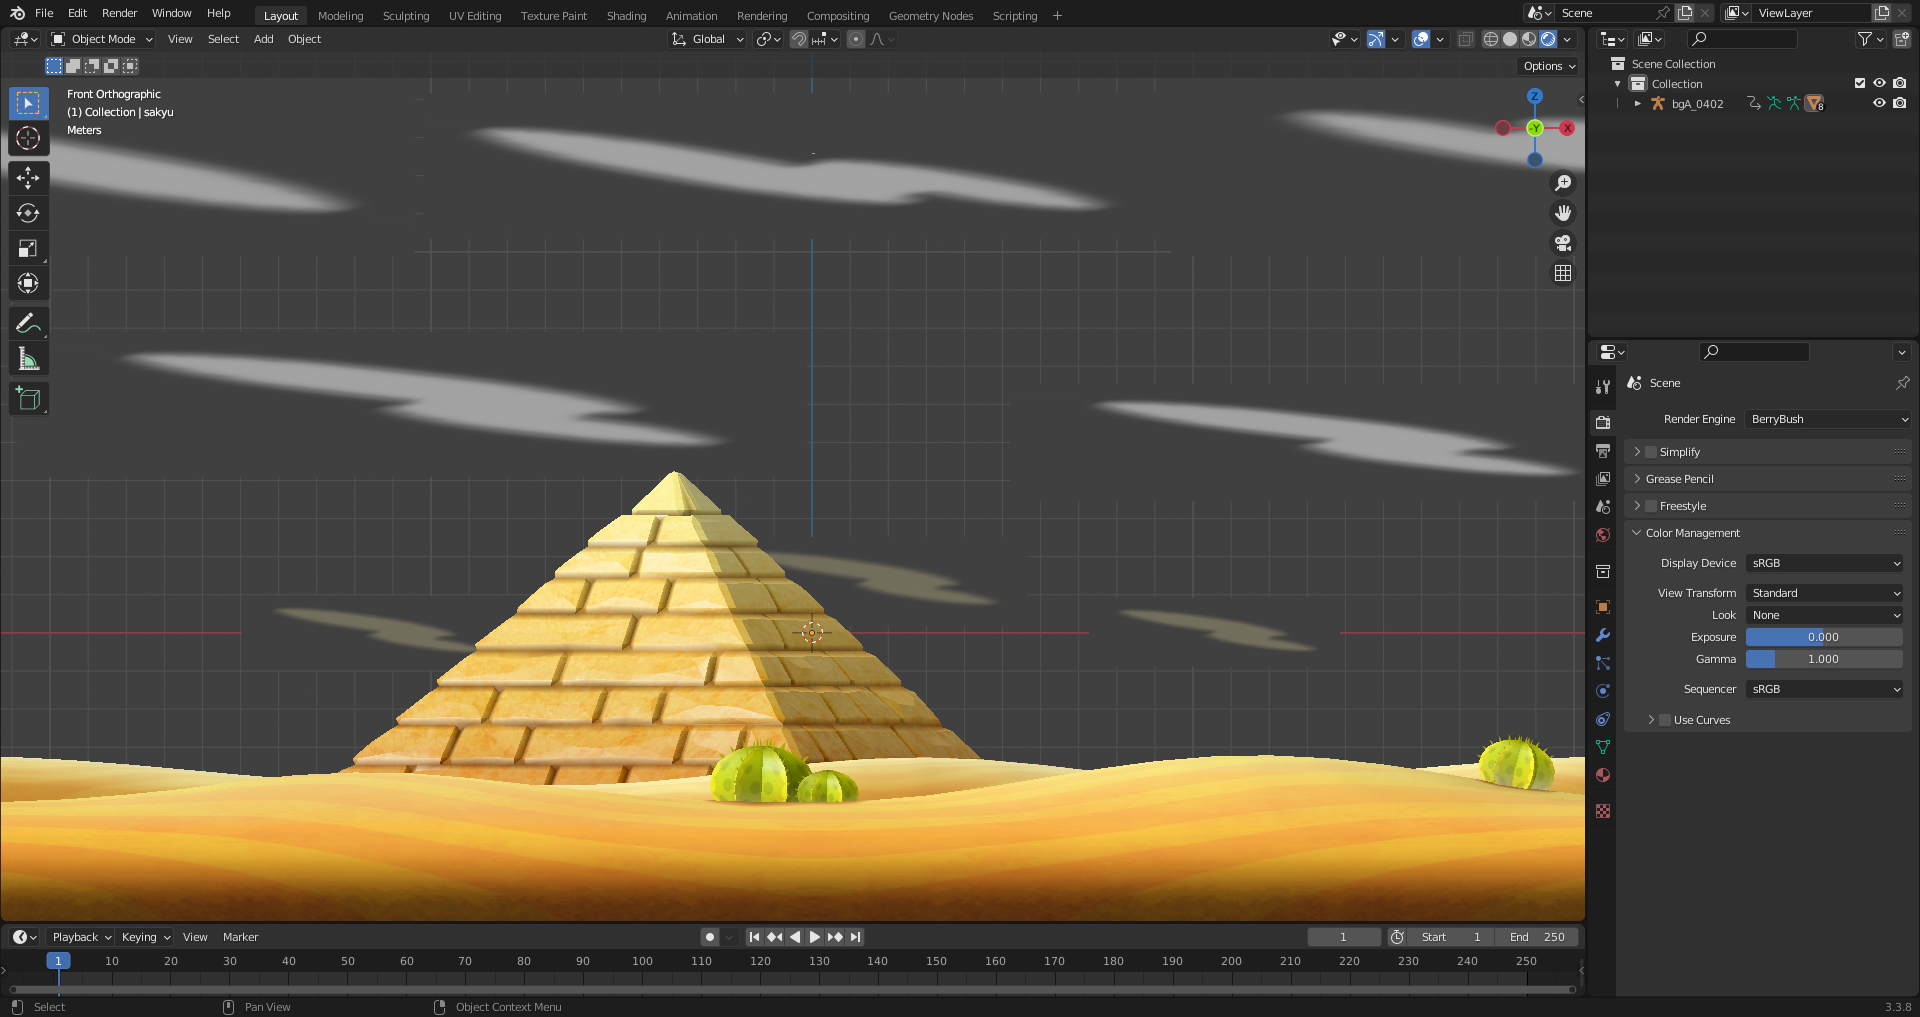 File Edit Render Window Help Layout Modeling Sculpting UV Editing Texture Paint Shading Animation Rendering Compositing Geometry Nodes Scripting + Scene ViewLayer
Object Mode View Select Add Object Global
Options
Front Orthographic
(1) Collection | sakyu
Meters
Z
-Y X
Scene Collection
Collection
bgA_0402 8
Scene
Render Engine BerryBush
Simplify
Grease Pencil
Freestyle
Color Management
Display Device sRGB
View Transform Standard
Look None
Exposure 0.000
Gamma 1.000
Sequencer sRGB
Use Curves
Playback Keying View Marker 1 Start 1 End 250
1 10 20 30 40 50 60 70 80 90 100 110 120 130 140 150 160 170 180 190 200 210 220 230 240 250
Select Pan View Object Context Menu 3.3.8